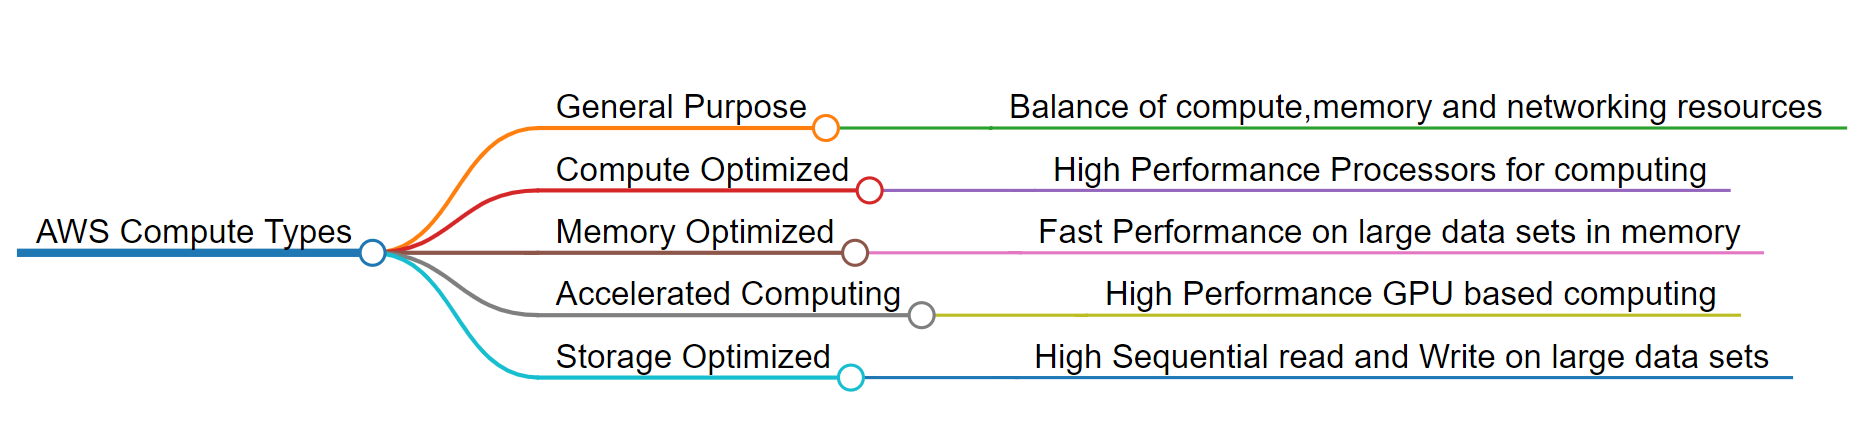 General Purpose
Balance of compute,memory and networking resources
Compute Optimized
High Performance Processors for computing
AWS Compute Types
Memory Optimized
Fast Performance on large data sets in memory
Accelerated Computing
High Performance GPU based computing
Storage Optimized
High Sequential read and Write on large data sets